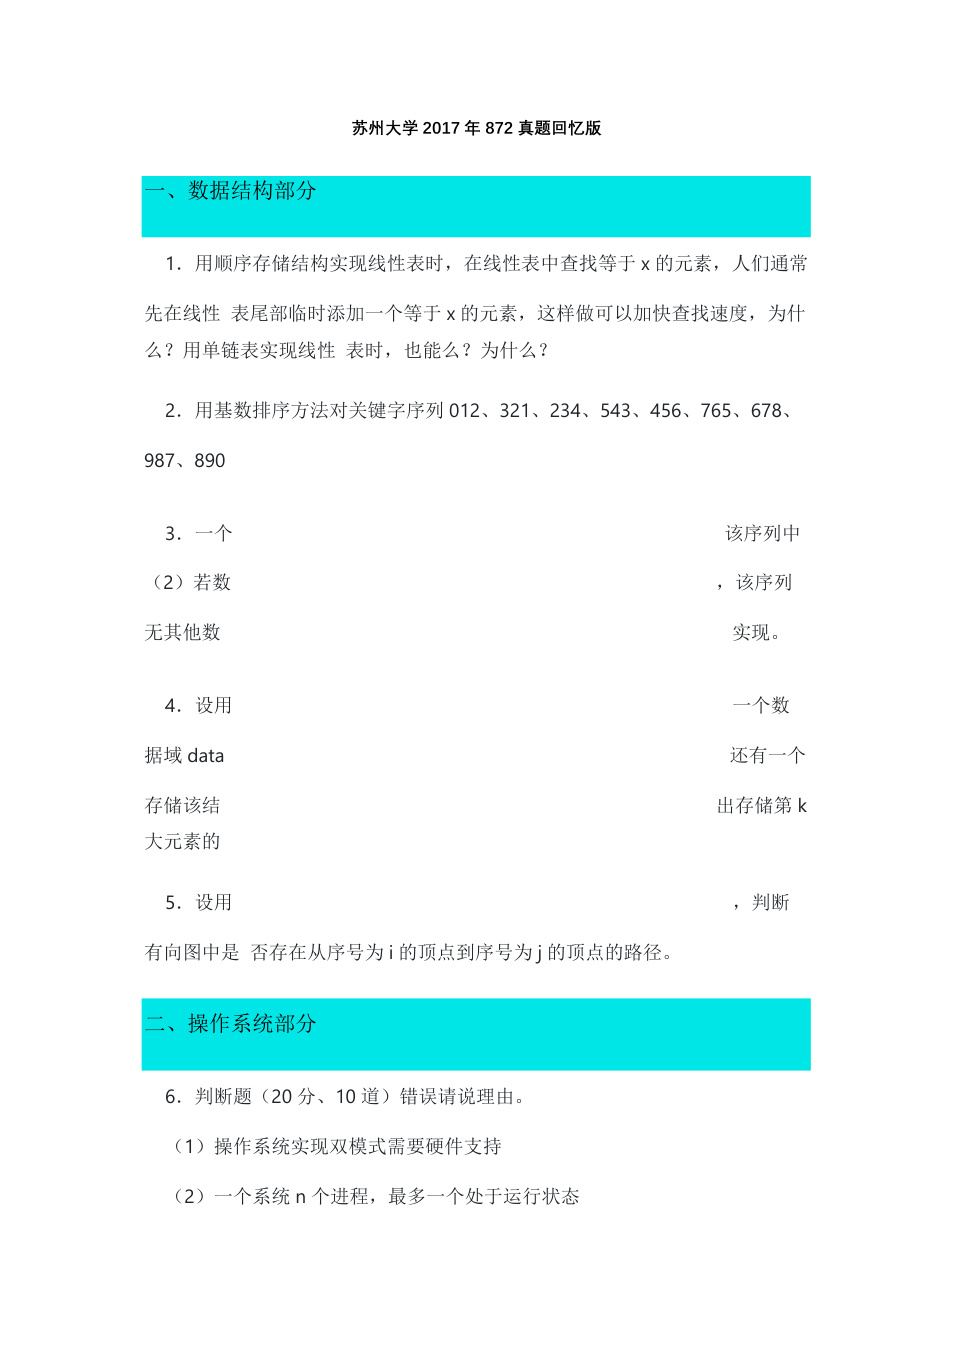 苏州大学 2017 年 872 真题回忆版
一、数据结构部分
1．用顺序存储结构实现线性表时，在线性表中查找等于 x 的元素，人们通常
先在线性 表尾部临时添加一个等于 x 的元素，这样做可以加快查找速度，为什
么？用单链表实现线性 表时，也能么？为什么？
2．用基数排序方法对关键字序列 012、321、234、543、456、765、678、
987、890
3．一个 该序列中
（2）若数 ，该序列
无其他数 实现。
4．设用 一个数
据域 data 还有一个
存储该结 出存储第 k
大元素的
5．设用 ，判断
有向图中是 否存在从序号为 i 的顶点到序号为 j 的顶点的路径。
二、操作系统部分
6．判断题（20 分、10 道）错误请说理由。
（1）操作系统实现双模式需要硬件支持
（2）一个系统 n 个进程，最多一个处于运行状态